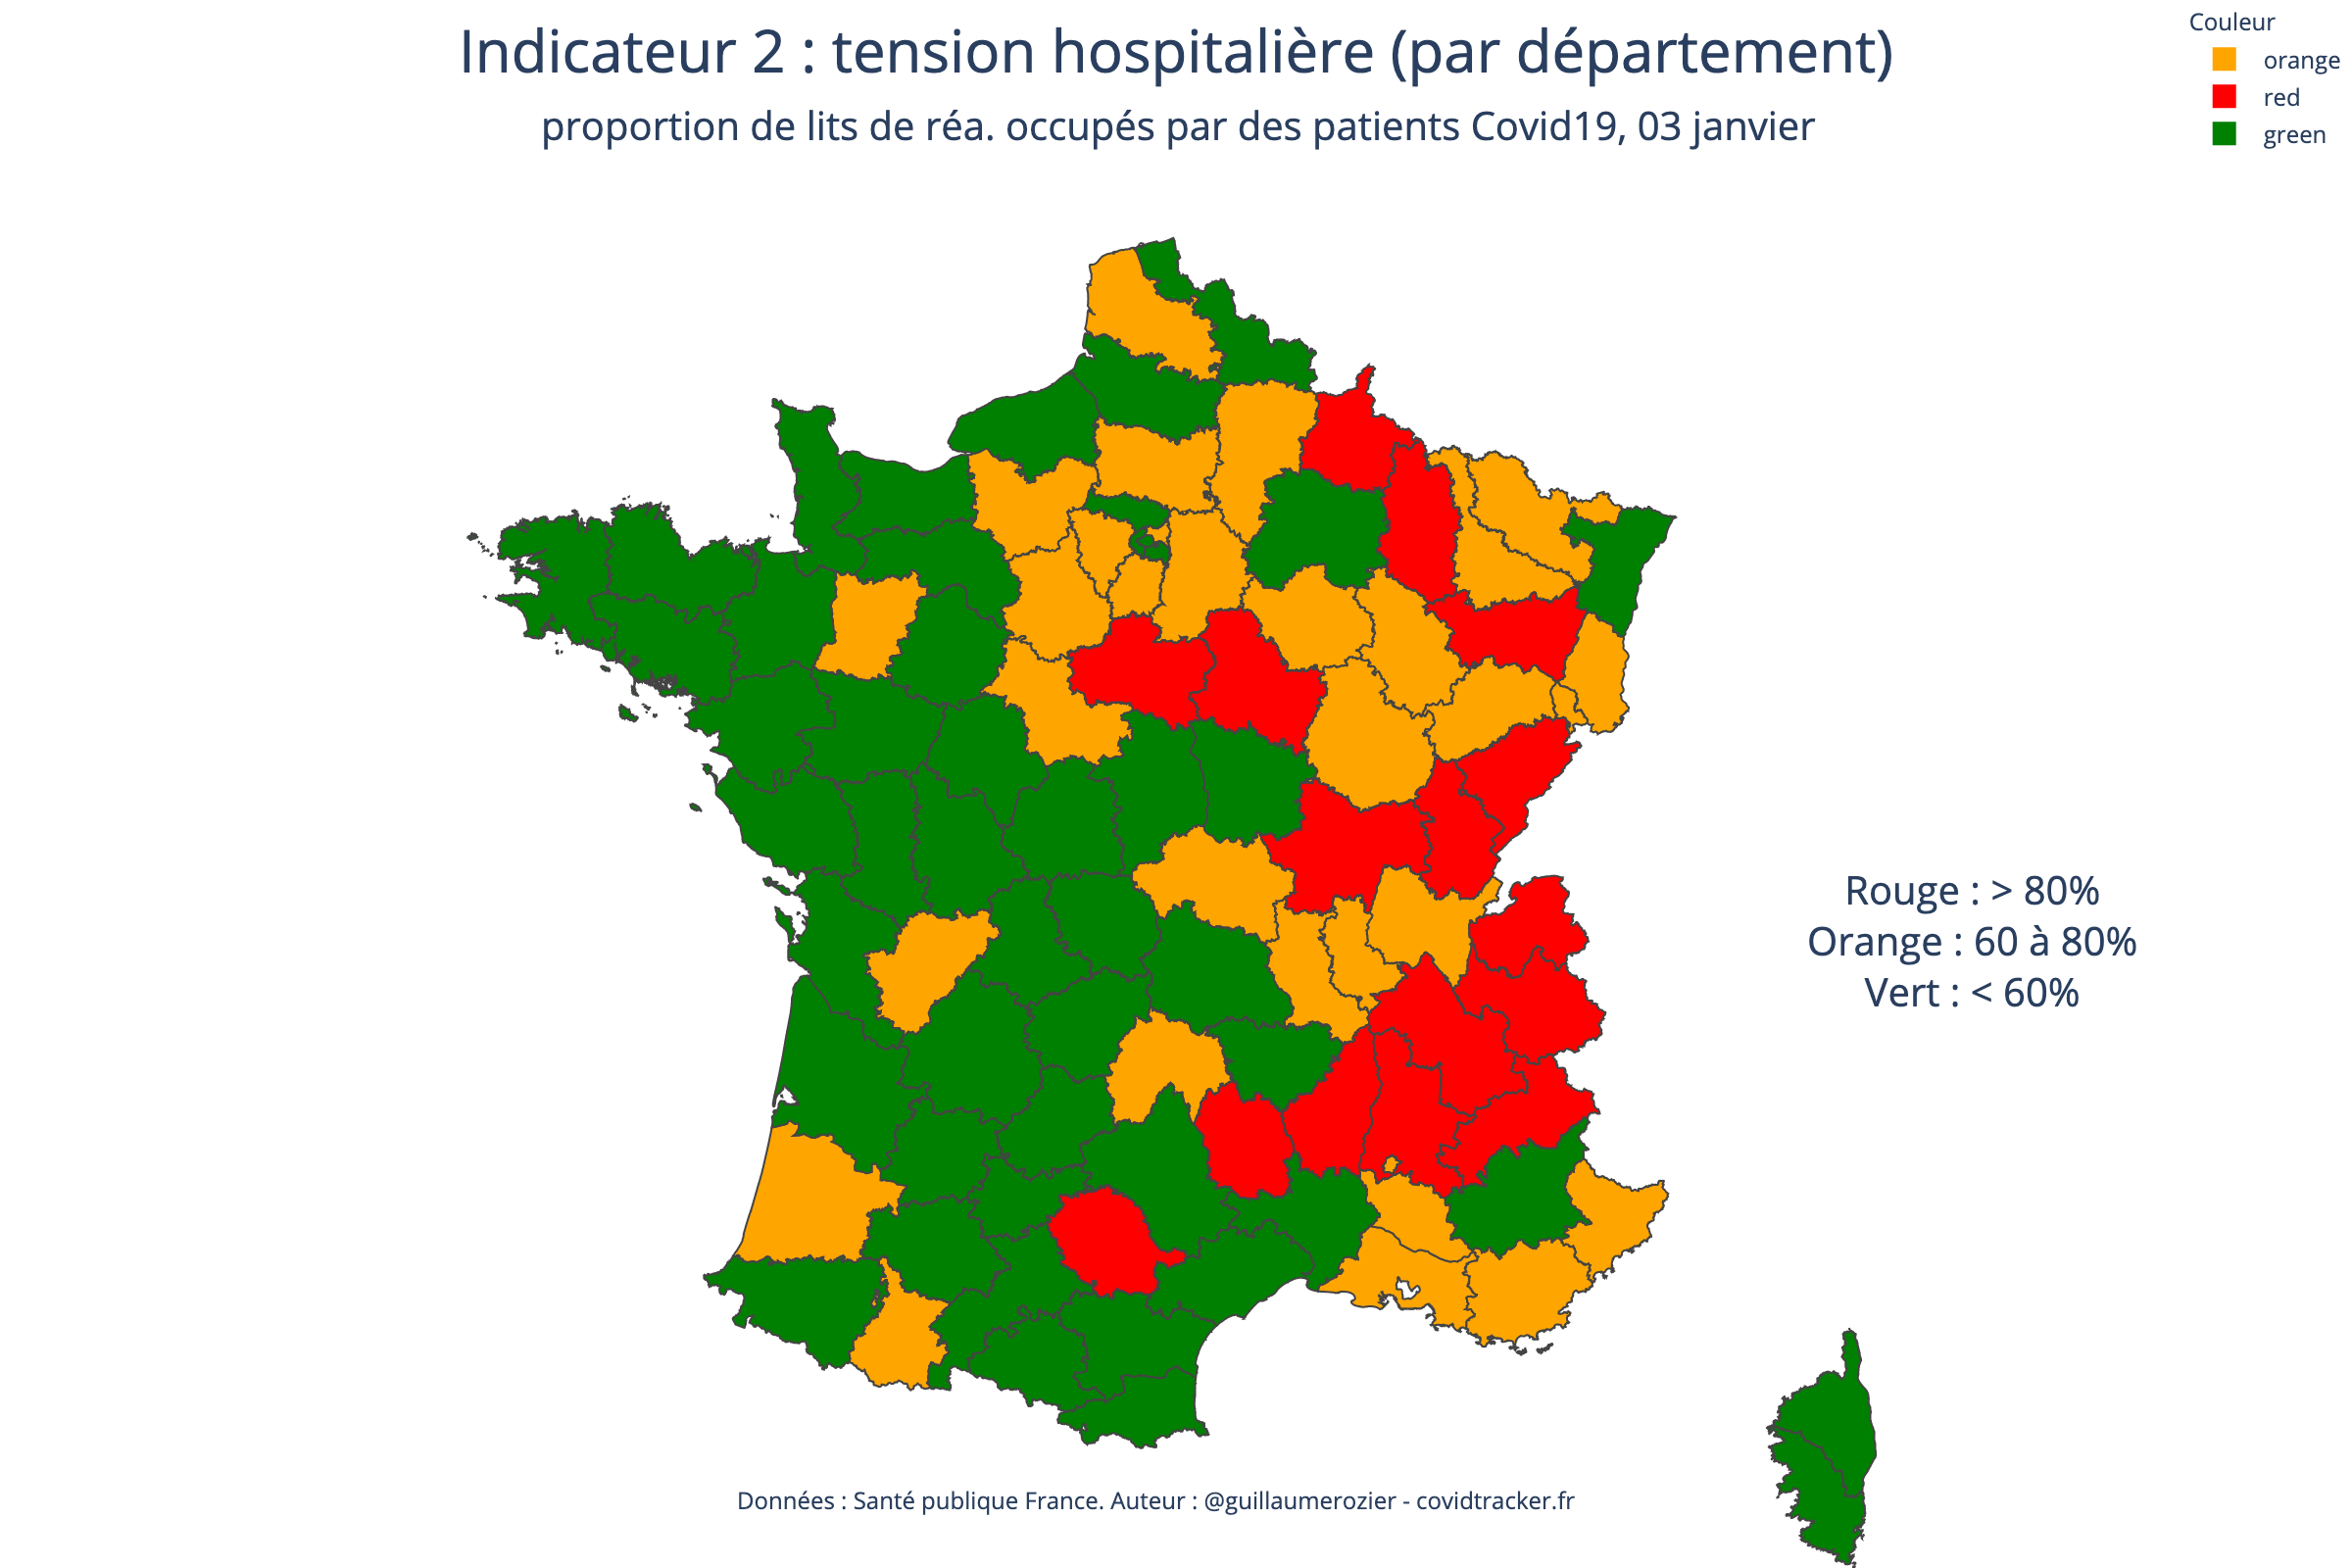 Indicateur 2 : tension hospitalière (par département)
proportion de lits de réa. occupés par des patients Covid19, 03 janvier
Couleur
orange
red
green
Rouge : > 80%
Orange : 60 à 80%
Vert : < 60%
Données : Santé publique France. Auteur : @guillaumerozier - covidtracker.fr